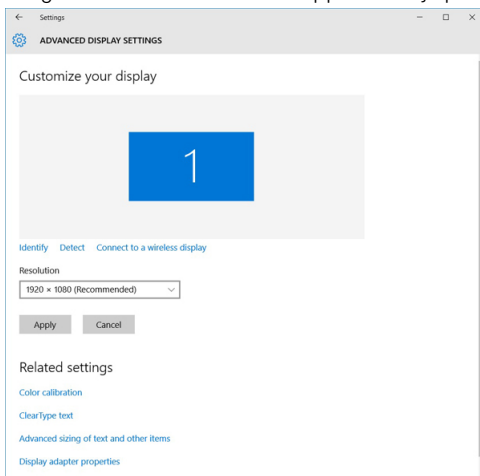 ← Settings
ADVANCED DISPLAY SETTINGS
Customize your display
1
Identify Detect Connect to a wireless display
Resolution
1920 × 1080 (Recommended)
Apply Cancel
Related settings
Color calibration
ClearType text
Advanced sizing of text and other items
Display adapter properties